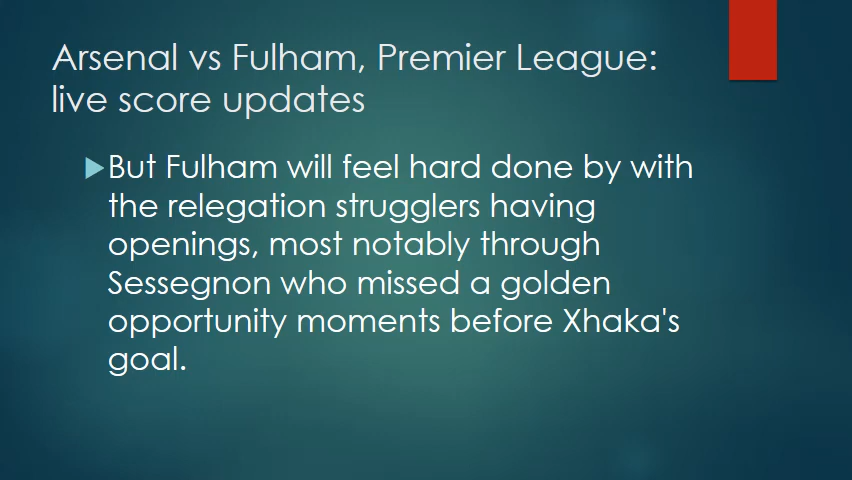 Arsenal vs Fulham, Premier League:
live score updates
But Fulham will feel hard done by with
the relegation strugglers having
openings, most notably through
Sessegnon who missed a golden
opportunity moments before Xhaka's
goal.